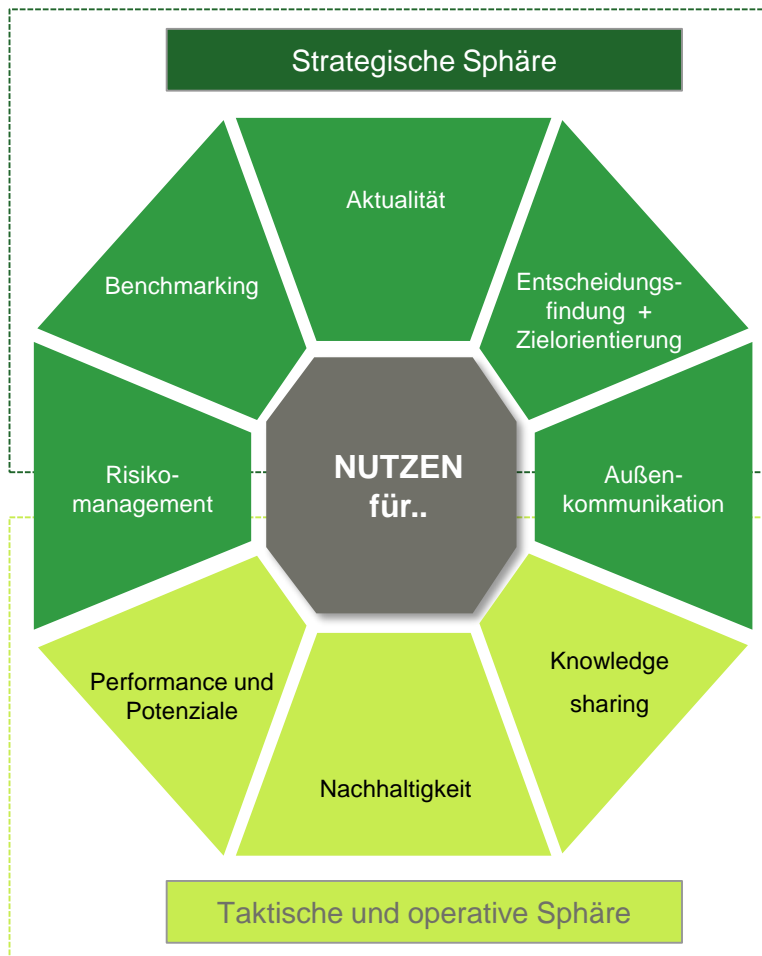 Strategische Sphäre
Aktualität
Benchmarking
Entscheidungs-
findung +
Zielorientierung
Risiko-
management
NUTZEN
für..
Außen-
kommunikation
Performance und
Potenziale
Knowledge
sharing
Nachhaltigkeit
Taktische und operative Sphäre